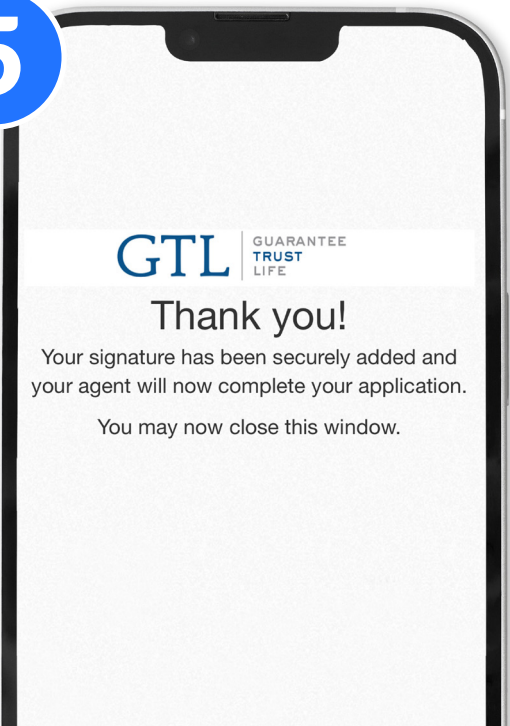 5
GTL
GUARANTEE
TRUST
LIFE
Thank you!
Your signature has been securely added and
your agent will now complete your application.
You may now close this window.